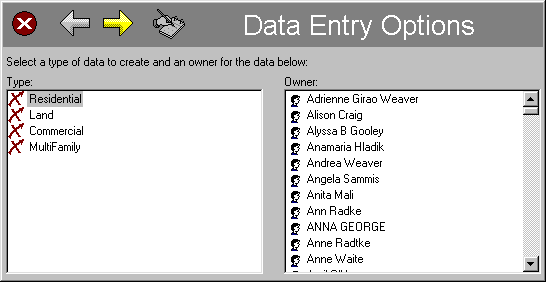 Data Entry Options
Select a type of data to create and an owner for the data below:
Type:
Residential
Land
Commercial
MultiFamily
Owner:
Adrienne Girao Weaver
Alison Craig
Alyssa B Gooley
Anamaria Hladik
Andrea Weaver
Angela Sammis
Anita Mali
Ann Radke
ANNA GEORGE
Anne Radtke
Anne Waite